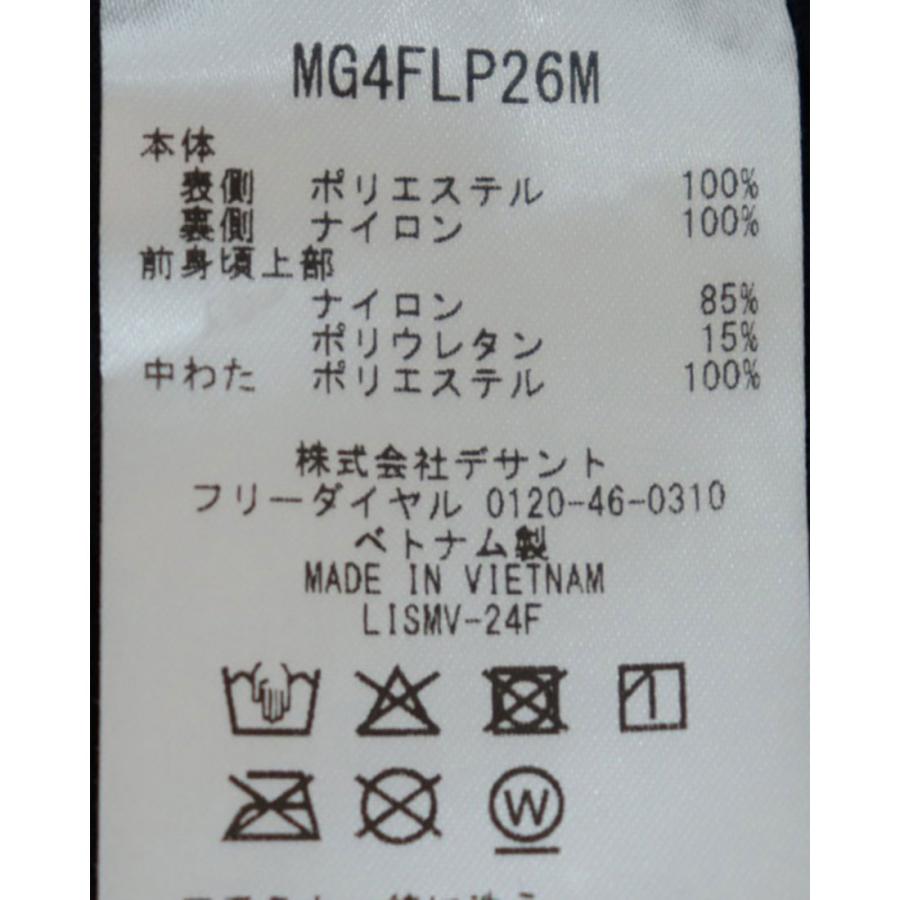 MG4FLP26M
本体
表側 ポリエステル 100%
裏側 ナイロン 100%
前身頃上部
ナイロン 85%
ポリウレタン 15%
中わた ポリエステル 100%
株式会社デサント
フリーダイヤル 0120-46-0310
ベトナム製
MADE IN VIETNAM
LISMV-24F
W